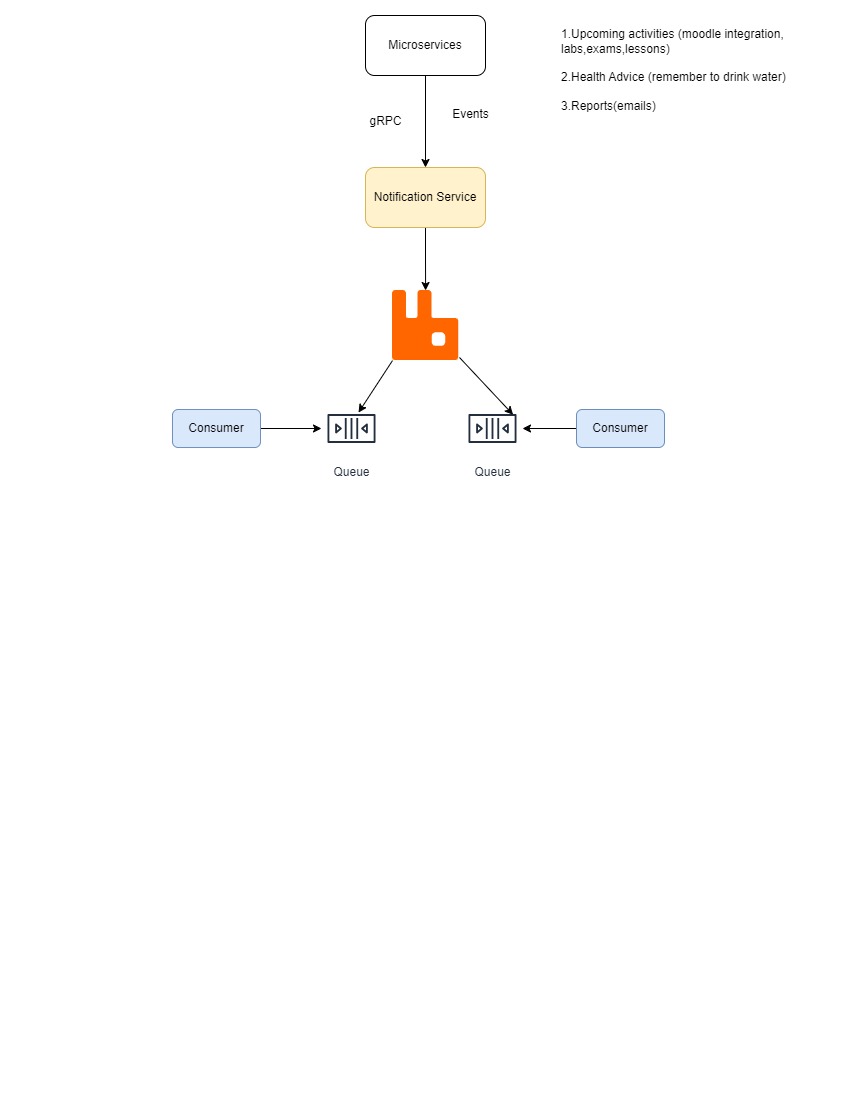 Microservices
1.Upcoming activities (moodle integration,
labs,exams,lessons)
2.Health Advice (remember to drink water)
3.Reports(emails)
gRPC
Events
Notification Service
Consumer
Consumer
Queue
Queue